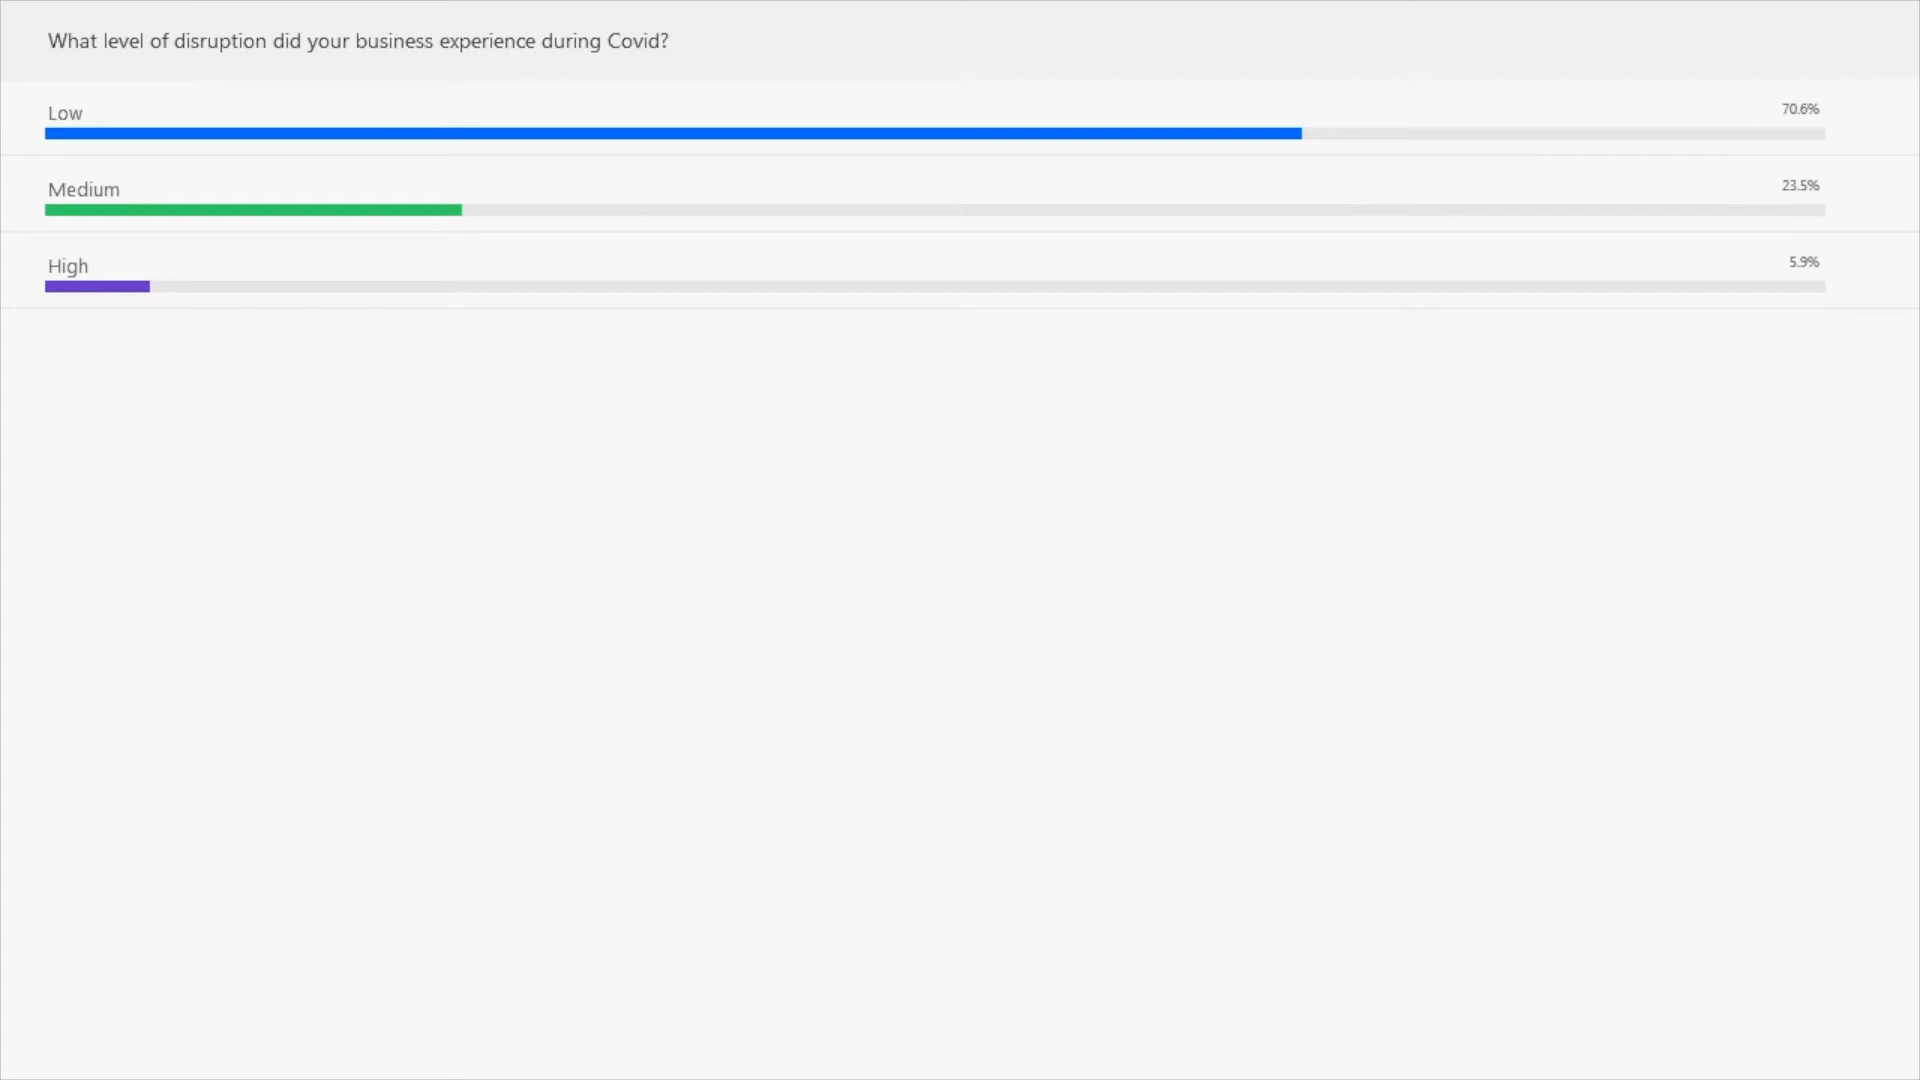 What level of disruption did your business experience during Covid?
Low 70.6%
Medium 23.5%
High 5.9%